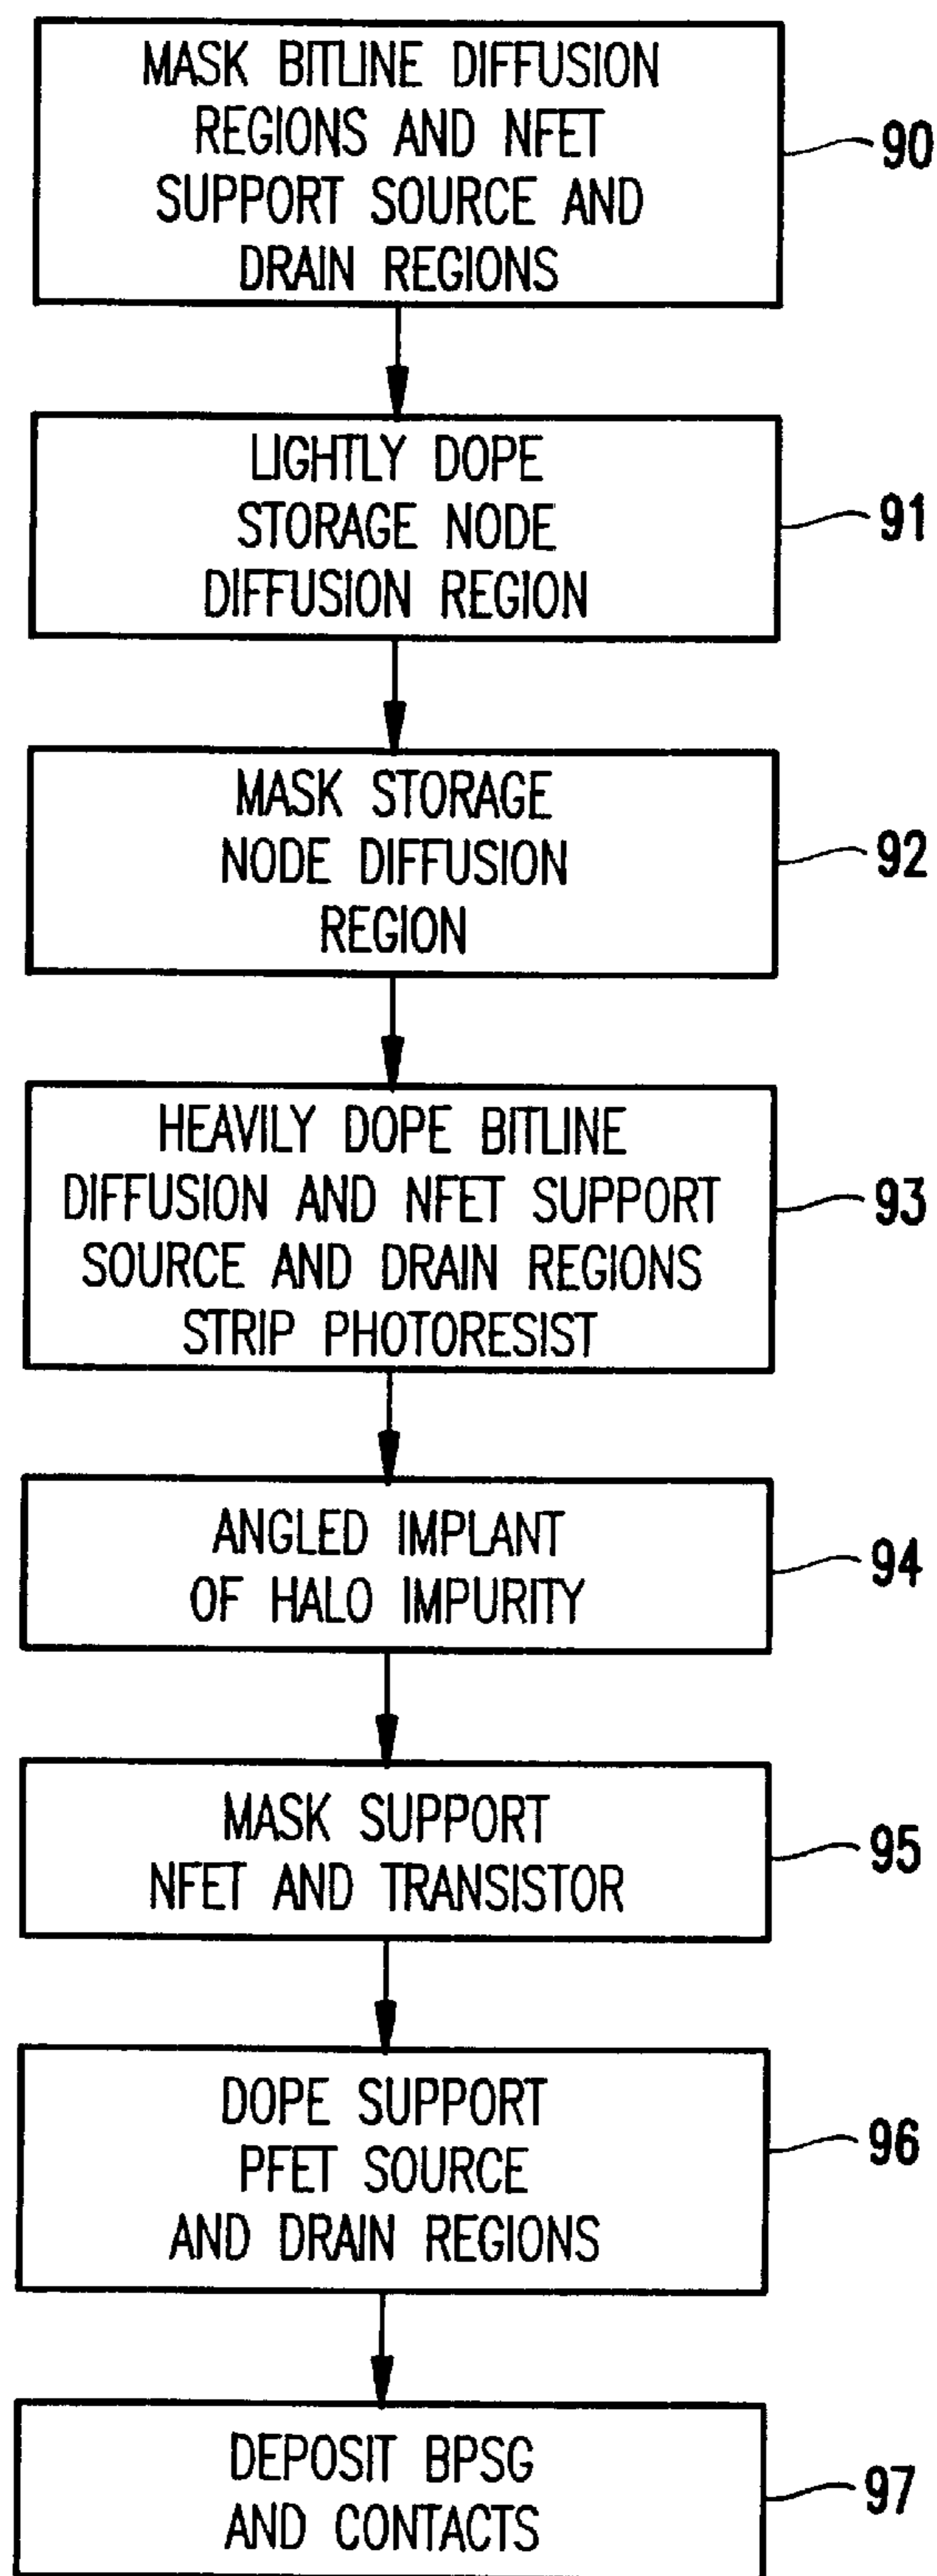 MASK BITLINE DIFFUSION
REGIONS AND NFET
SUPPORT SOURCE AND
DRAIN REGIONS
90
LIGHTLY DOPE
STORAGE NODE
DIFFUSION REGION
91
MASK STORAGE
NODE DIFFUSION
REGION
92
HEAVILY DOPE BITLINE
DIFFUSION AND NFET SUPPORT
SOURCE AND DRAIN REGIONS
STRIP PHOTORESIST
93
ANGLED IMPLANT
OF HALO IMPURITY
94
MASK SUPPORT
NFET AND TRANSISTOR
95
DOPE SUPPORT
PFET SOURCE
AND DRAIN REGIONS
96
DEPOSIT BPSG
AND CONTACTS
97